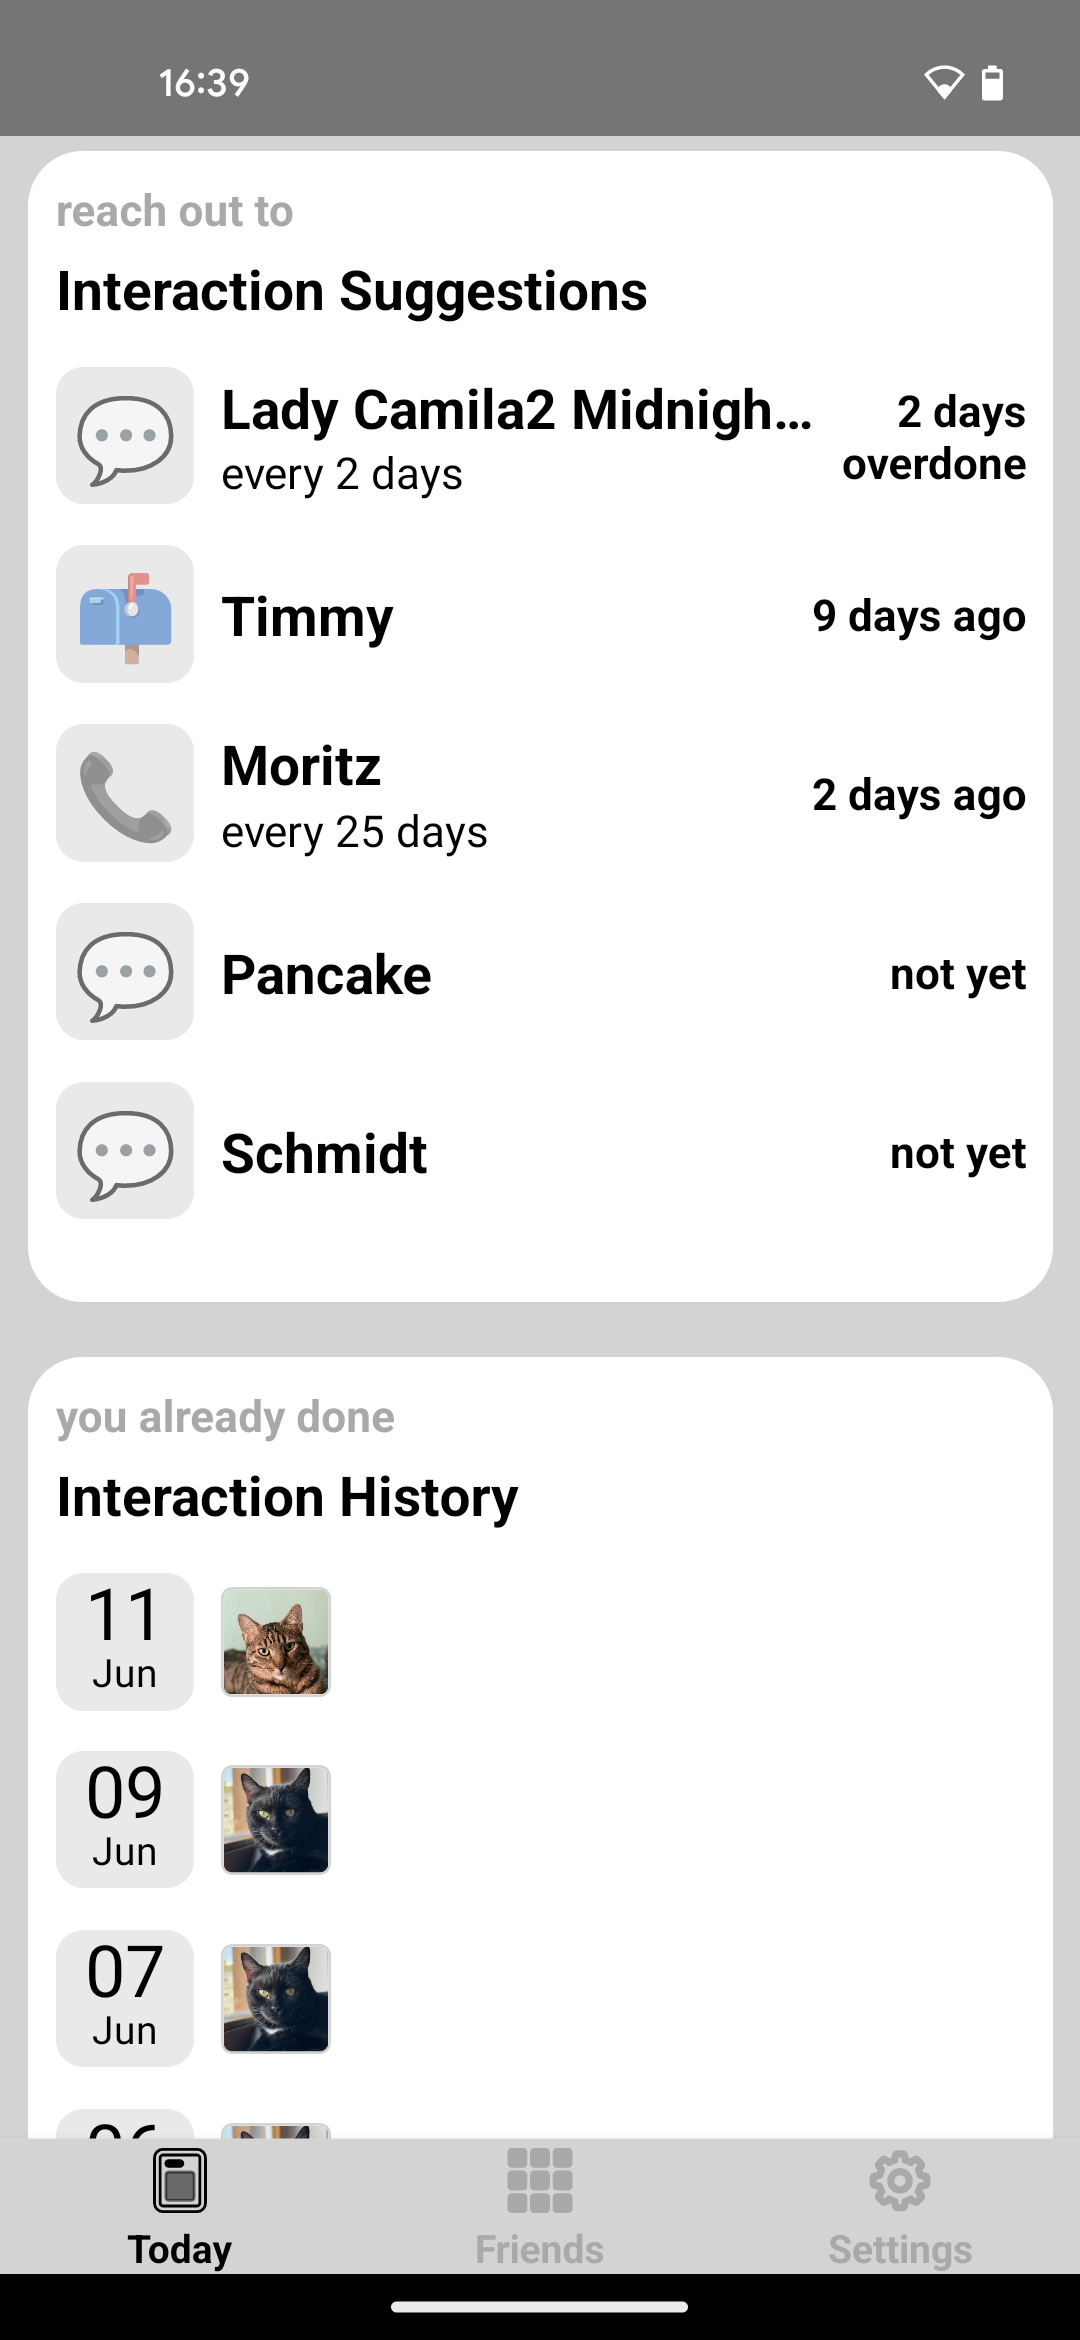 16:39
reach out to
Interaction Suggestions
Lady Camila2 Midnigh...
every 2 days
2 days
overdone
Timmy
9 days ago
Moritz
every 25 days
2 days ago
Pancake
not yet
Schmidt
not yet
you already done
Interaction History
11
Jun
09
Jun
07
Jun
Today
Friends
Settings